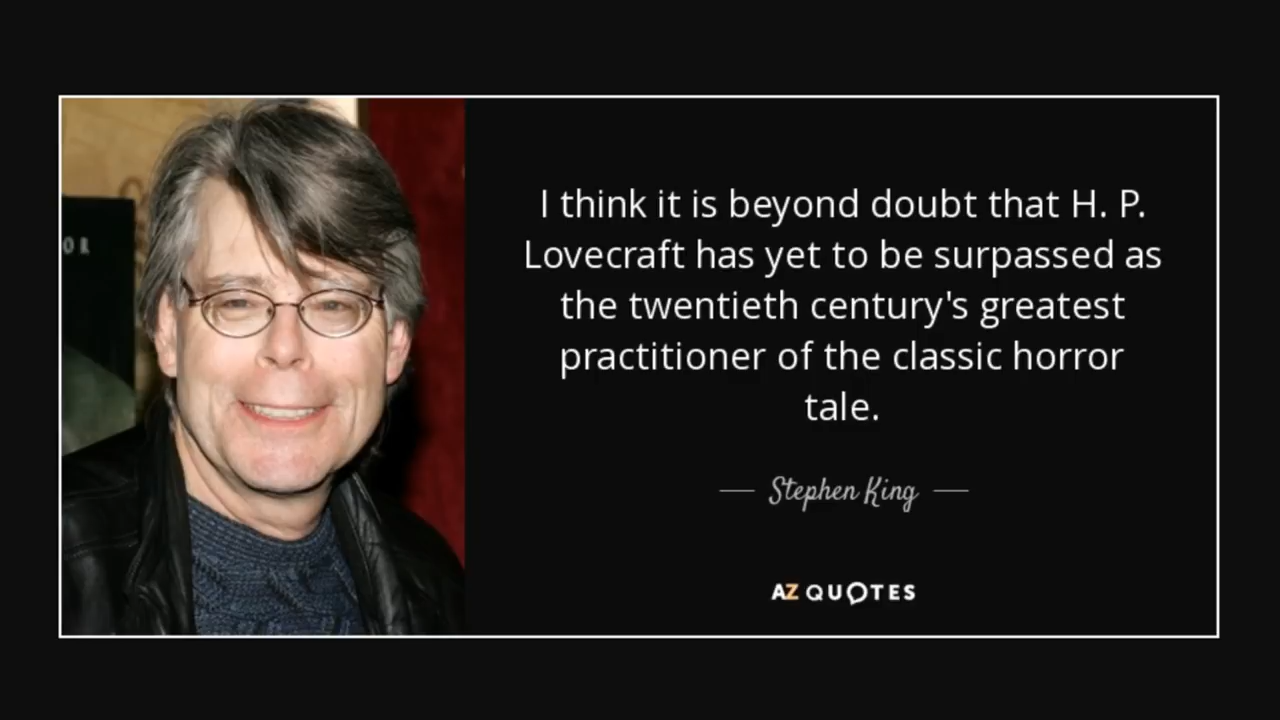 I think it is beyond doubt that H. P.
Lovecraft has yet to be surpassed as
the twentieth century's greatest
practitioner of the classic horror
tale.
Stephen King
AZ QUOTES